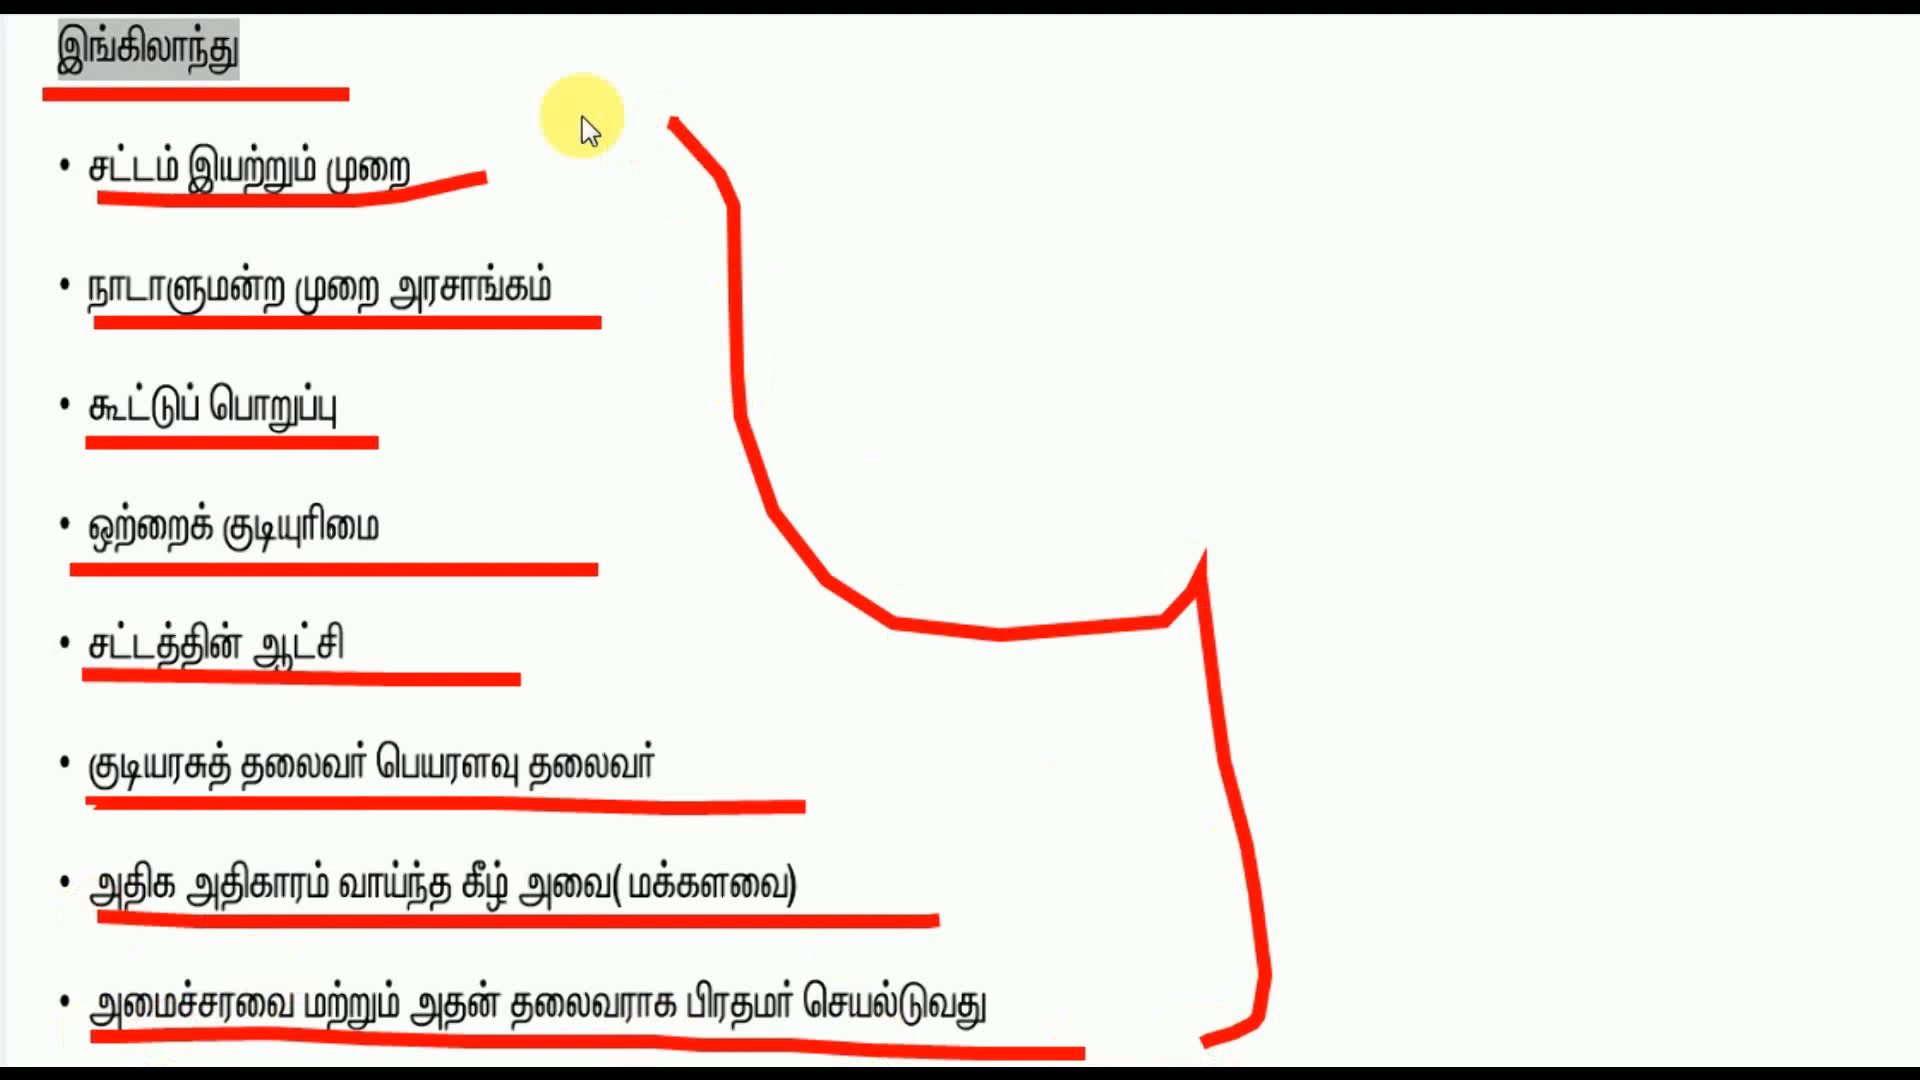 இங்கிலாந்து
• சட்டம் இயற்றும் முறை
• நாடாளுமன்ற முறை அரசாங்கம்
• கூட்டுப் பொறுப்பு
• ஒற்றைக் குடியுரிமை
• சட்டத்தின் ஆட்சி
• குடியரசுத் தலைவர் பெயரளவு தலைவர்
• அதிக அதிகாரம் வாய்ந்த கீழ் அவை( மக்களவை)
• அமைச்சரவை மற்றும் அதன் தலைவராக பிரதமர் செயல்டுவது